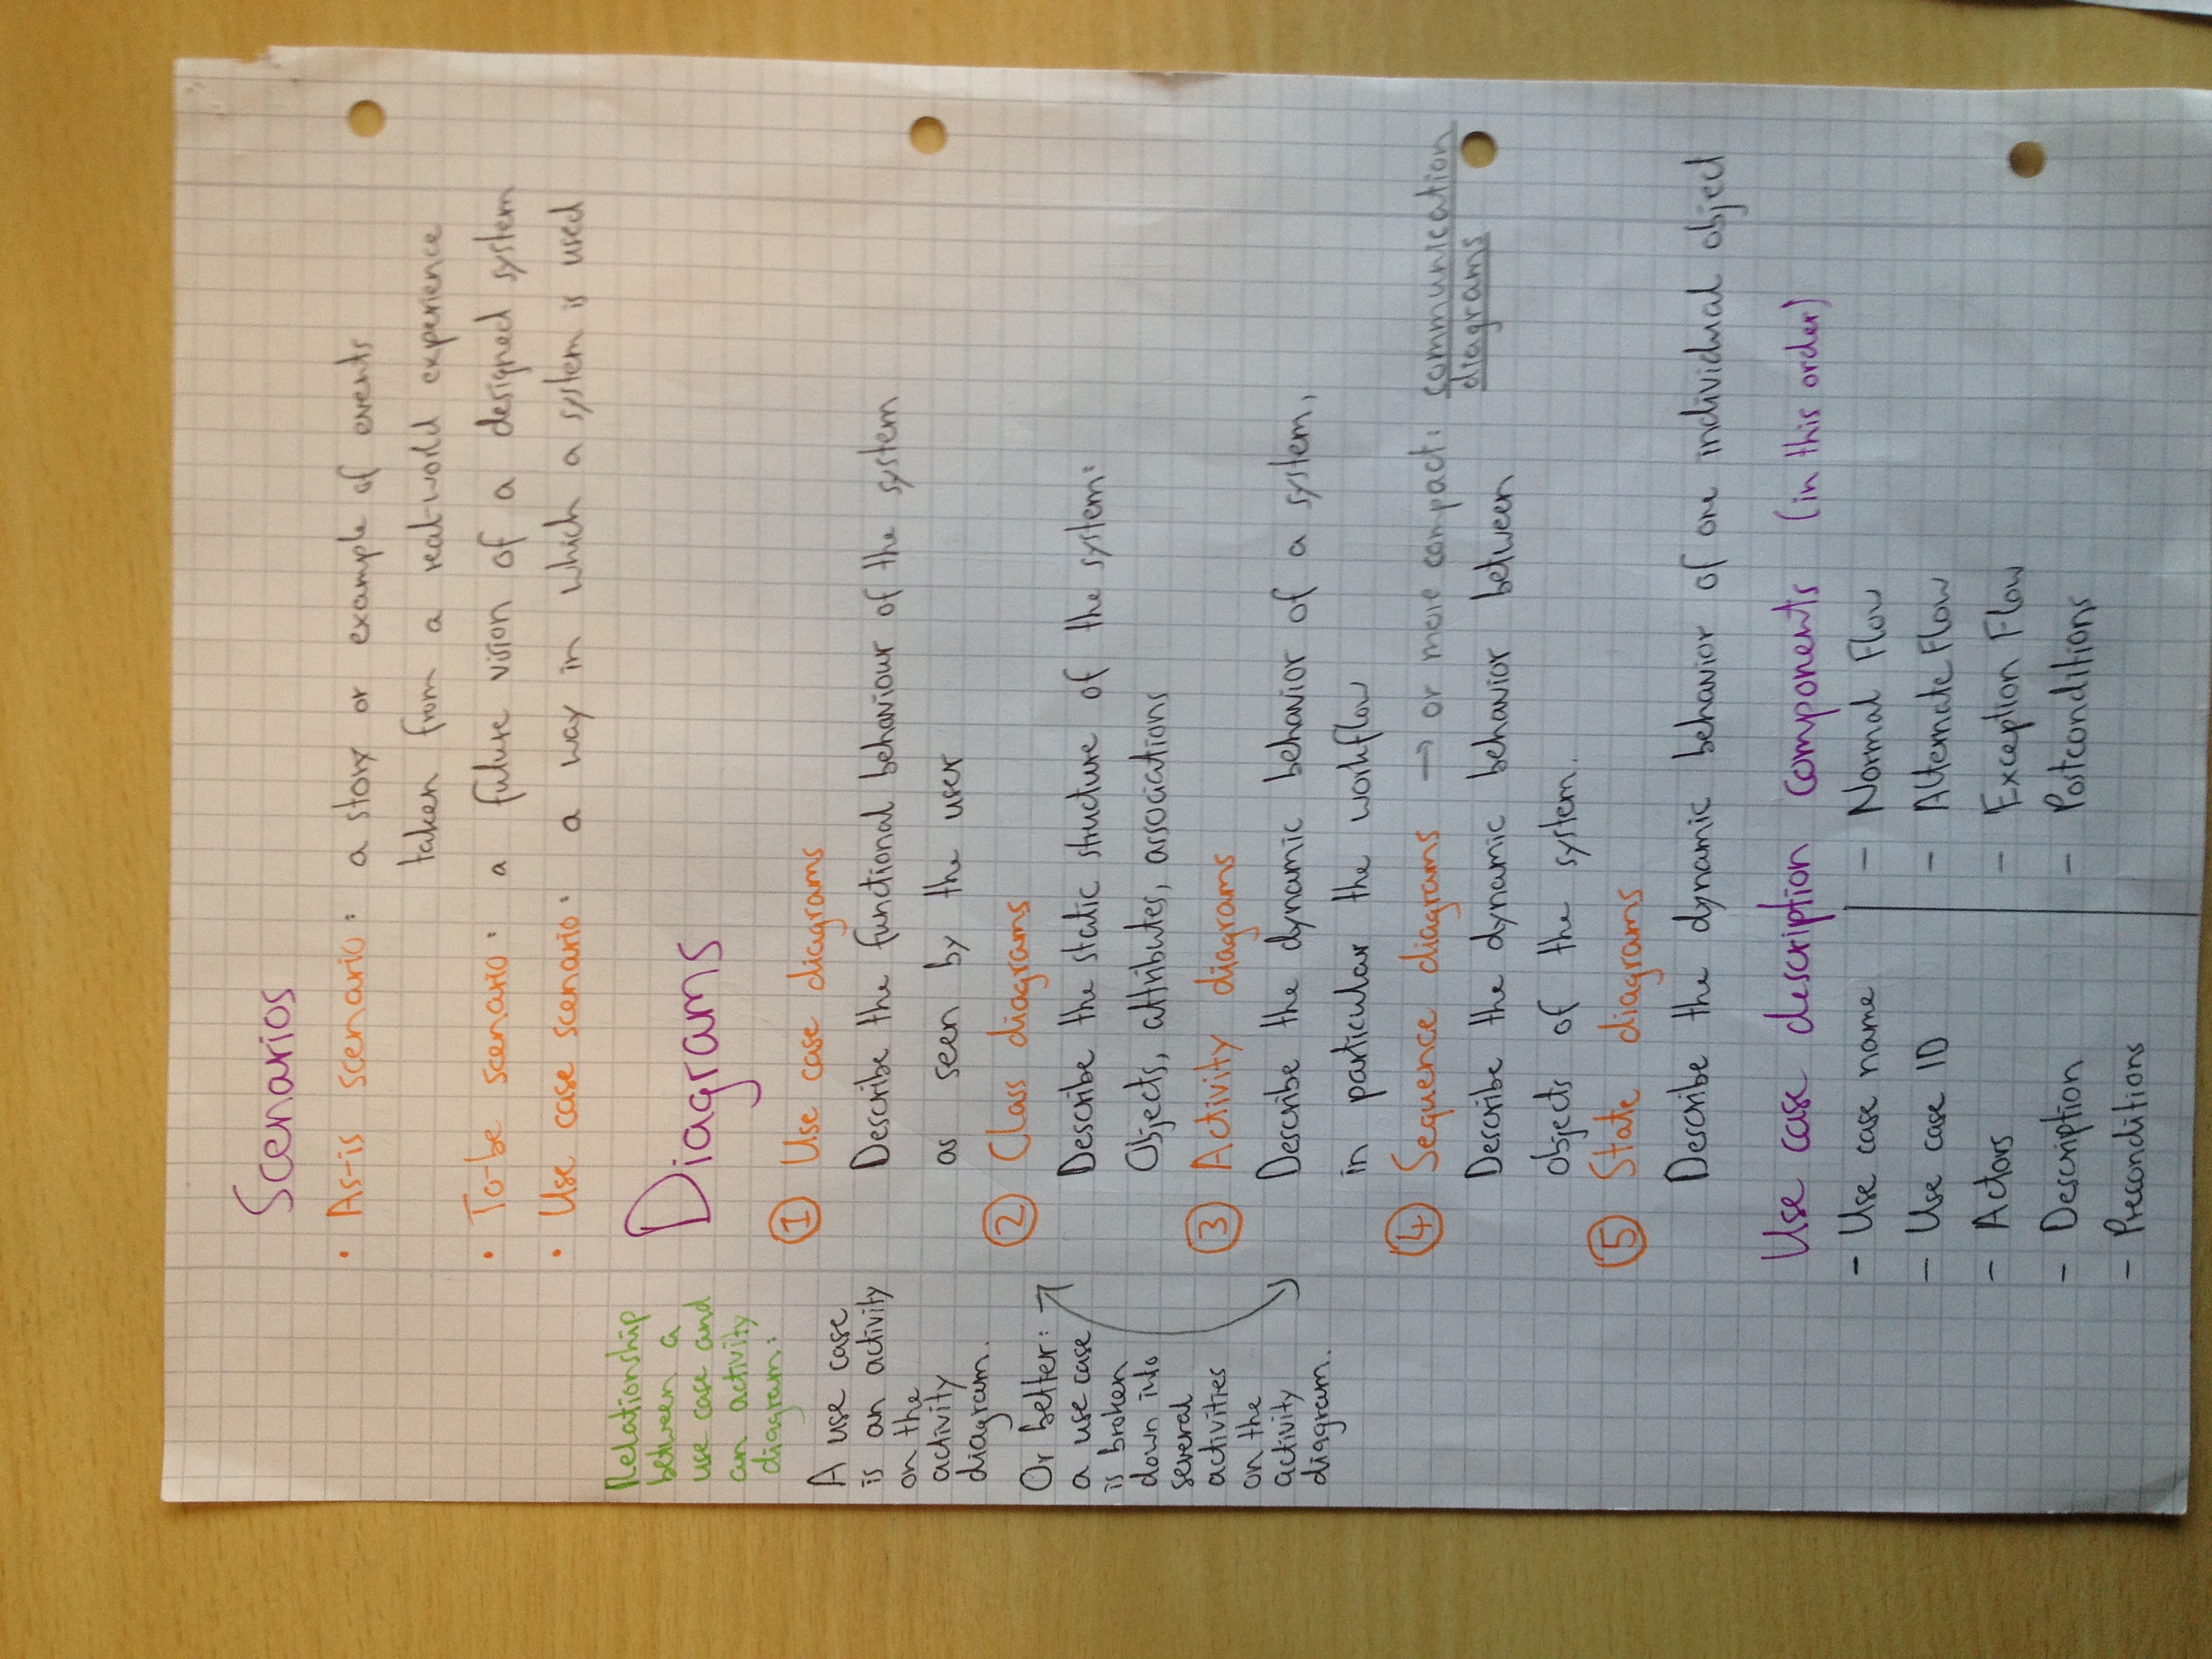 Scenarios
• As-is scenario: a story or example of events
taken from a real-world experience
• To-be scenario: a future vision of a designed system
• Use case scenario: a way in which a system is used
Relationship
between a
use case and
an activity
diagram:
A use case
is an activity
on the
activity
diagram.
Or better:
a use case
is broken
down into
several
activities
on the
activity
diagram.
Diagrams
① Use case diagrams
Describe the functional behaviour of the system
as seen by the user
② Class diagrams
Describe the static structure of the system:
Objects, attributes, associations
③ Activity diagrams
Describe the dynamic behavior of a system,
in particular the workflow
④ Sequence diagrams → or more compact: communication
diagrams
Describe the dynamic behavior between
objects of the system.
⑤ State diagrams
Describe the dynamic behavior of one individual object
Use case description components (in this order)
- Use case name
- Use case ID
- Actors
- Description
- Preconditions
- Normal Flow
- Alternate Flow
- Exception Flow
- Postconditions